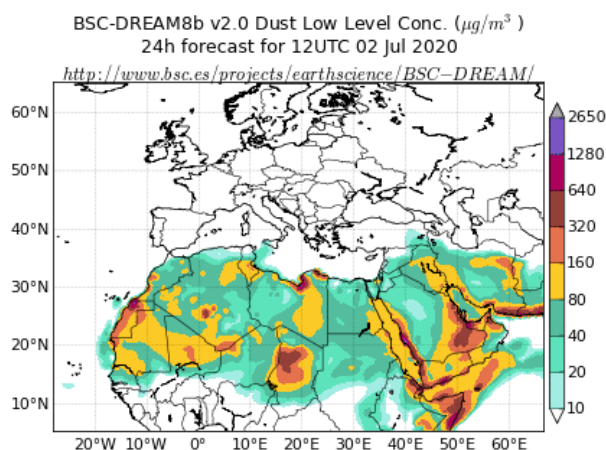 BSC-DREAM8b v2.0 Dust Low Level Conc. (μg/m³ )
24h forecast for 12UTC 02 Jul 2020
http://www.bsc.es/projects/earthscience/BSC−DREAM/
60°N
50°N
40°N
30°N
20°N
10°N
20°W
10°W
0°
10°E
20°E
30°E
40°E
50°E
60°E
2650
1280
640
320
160
80
40
20
10